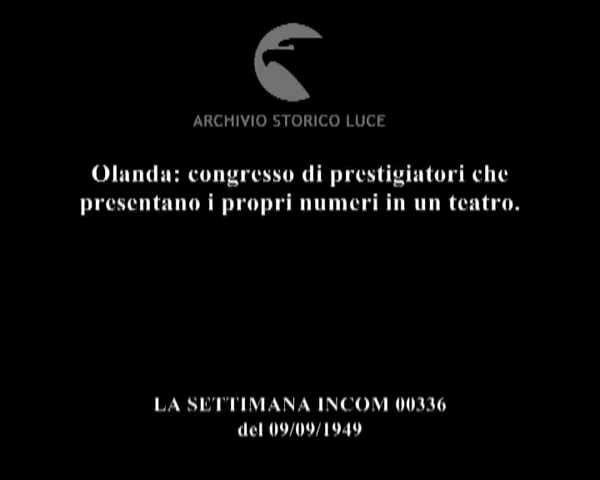 ARCHIVIO STORICO LUCE
Olanda: congresso di prestigiatori che
presentano i propri numeri in un teatro.
LA SETTIMANA INCOM 00336
del 09/09/1949